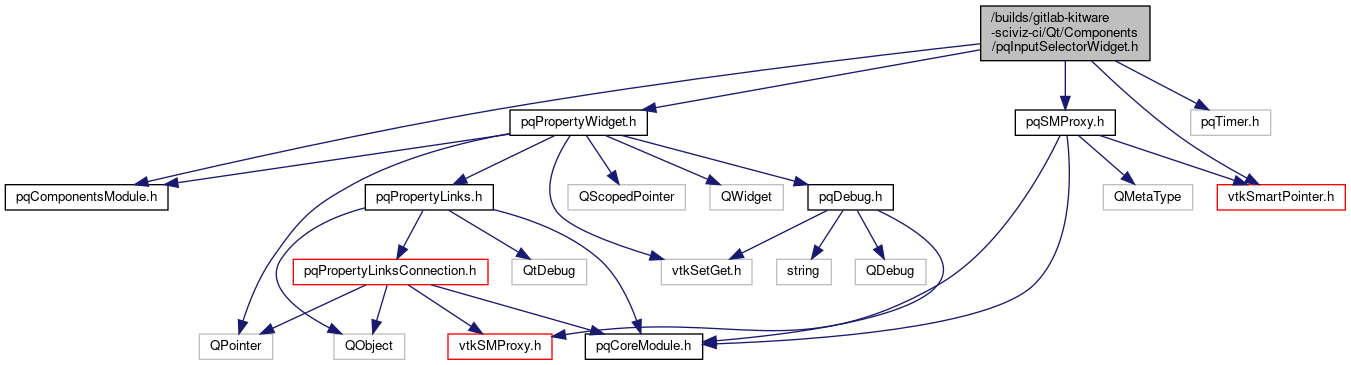 /builds/gitlab-kitware
-sciviz-ci/Qt/Components
/pqInputSelectorWidget.h
pqPropertyWidget.h
pqSMProxy.h
pqTimer.h
pqComponentsModule.h
pqPropertyLinks.h
QScopedPointer
QWidget
pqDebug.h
QMetaType
vtkSmartPointer.h
pqPropertyLinksConnection.h
QtDebug
vtkSetGet.h
string
QDebug
QPointer
QObject
vtkSMProxy.h
pqCoreModule.h